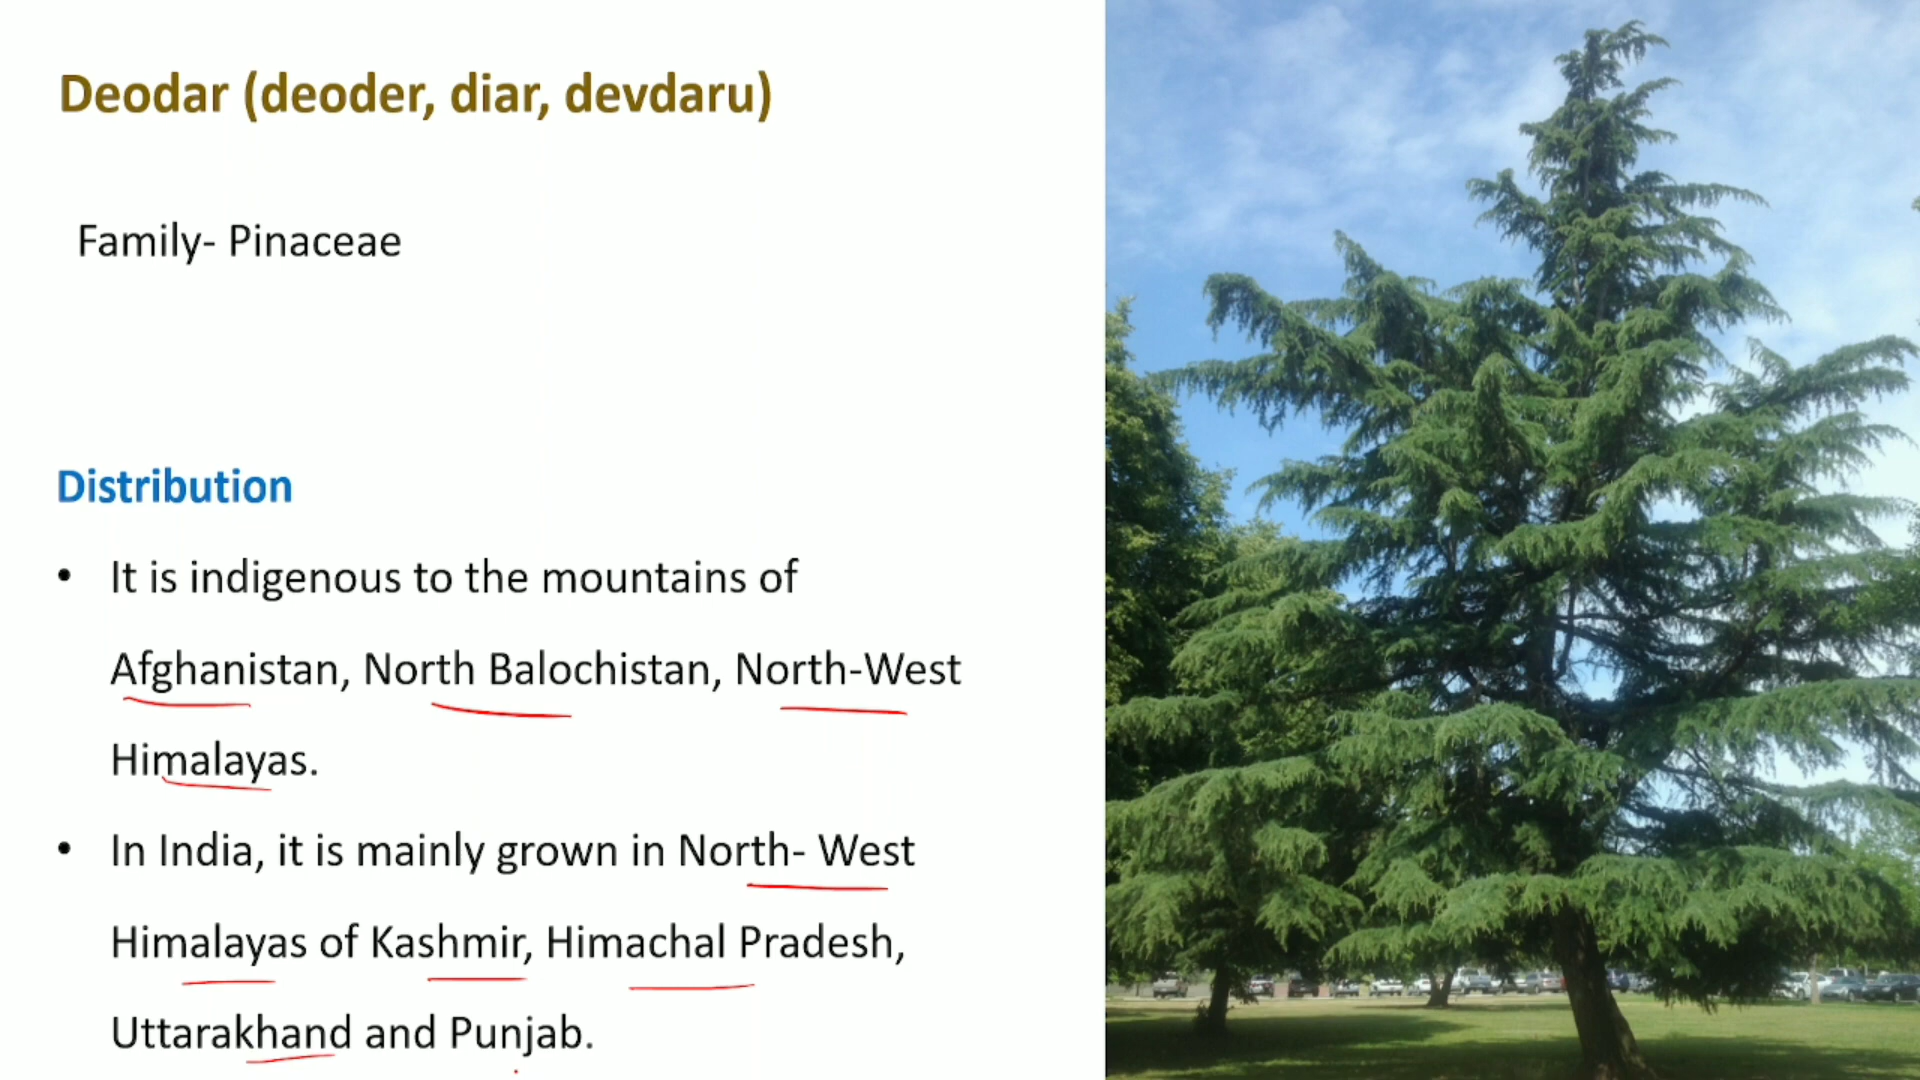 Deodar (deoder, diar, devdaru)
Family- Pinaceae
Distribution
• It is indigenous to the mountains of
Afghanistan, North Balochistan, North-West
Himalayas.
• In India, it is mainly grown in North- West
Himalayas of Kashmir, Himachal Pradesh,
Uttarakhand and Punjab.